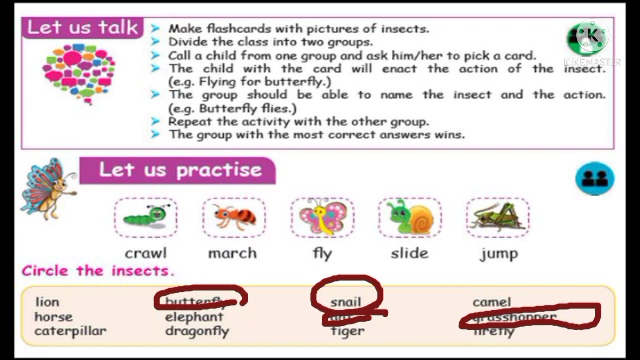 Let us talk
Make flashcards with pictures of insects.
Divide the class into two groups.
Call a child from one group and ask him/her to pick a card.
The child with the card will enact the action of the insect.
(e.g. Flying for butterfly.)
The group should be able to name the insect and the action.
(e.g. Butterfly flies.)
Repeat the activity with the other group.
The group with the most correct answers wins.
K
KINEMASTER
Let us practise
crawl march fly slide jump
Circle the insects.
lion butterfly snail camel
horse elephant grasshopper
caterpillar dragonfly tiger firefly